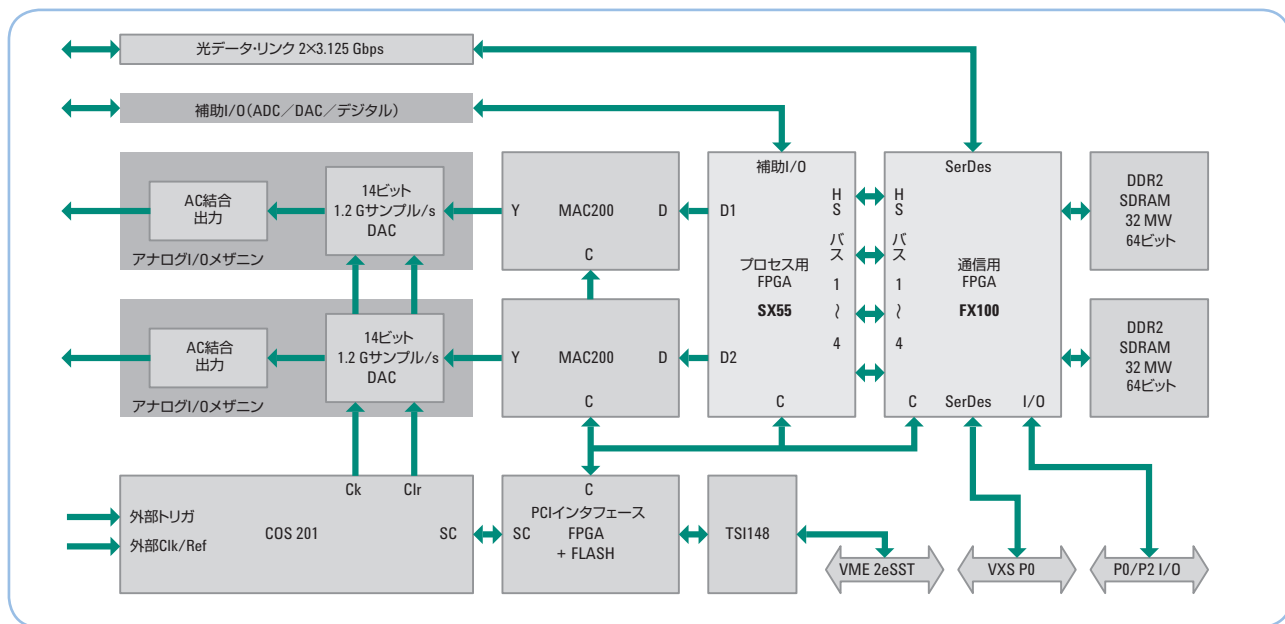 光データ・リンク 2×3.125 Gbps
補助I/O(ADC／DAC／デジタル)
AC結合
出力
14ビット
1.2 Gサンプル/s
DAC
アナログI/Oメザニン
Y
MAC200
D
C
補助I/O
D1
プロセス用
FPGA
SX55
D2
C
HS バス 1～4
HS バス 1～4
SerDes
通信用
FPGA
FX100
C
SerDes
I/O
DDR2
SDRAM
32 MW
64ビット
AC結合
出力
14ビット
1.2 Gサンプル/s
DAC
アナログI/Oメザニン
Y
MAC200
D
C
DDR2
SDRAM
32 MW
64ビット
Ck
Clr
外部トリガ
外部Clk/Ref
COS 201
SC
C
SC
PCIインタフェース
FPGA
+ FLASH
TSI148
VME 2eSST
VXS P0
P0/P2 I/O